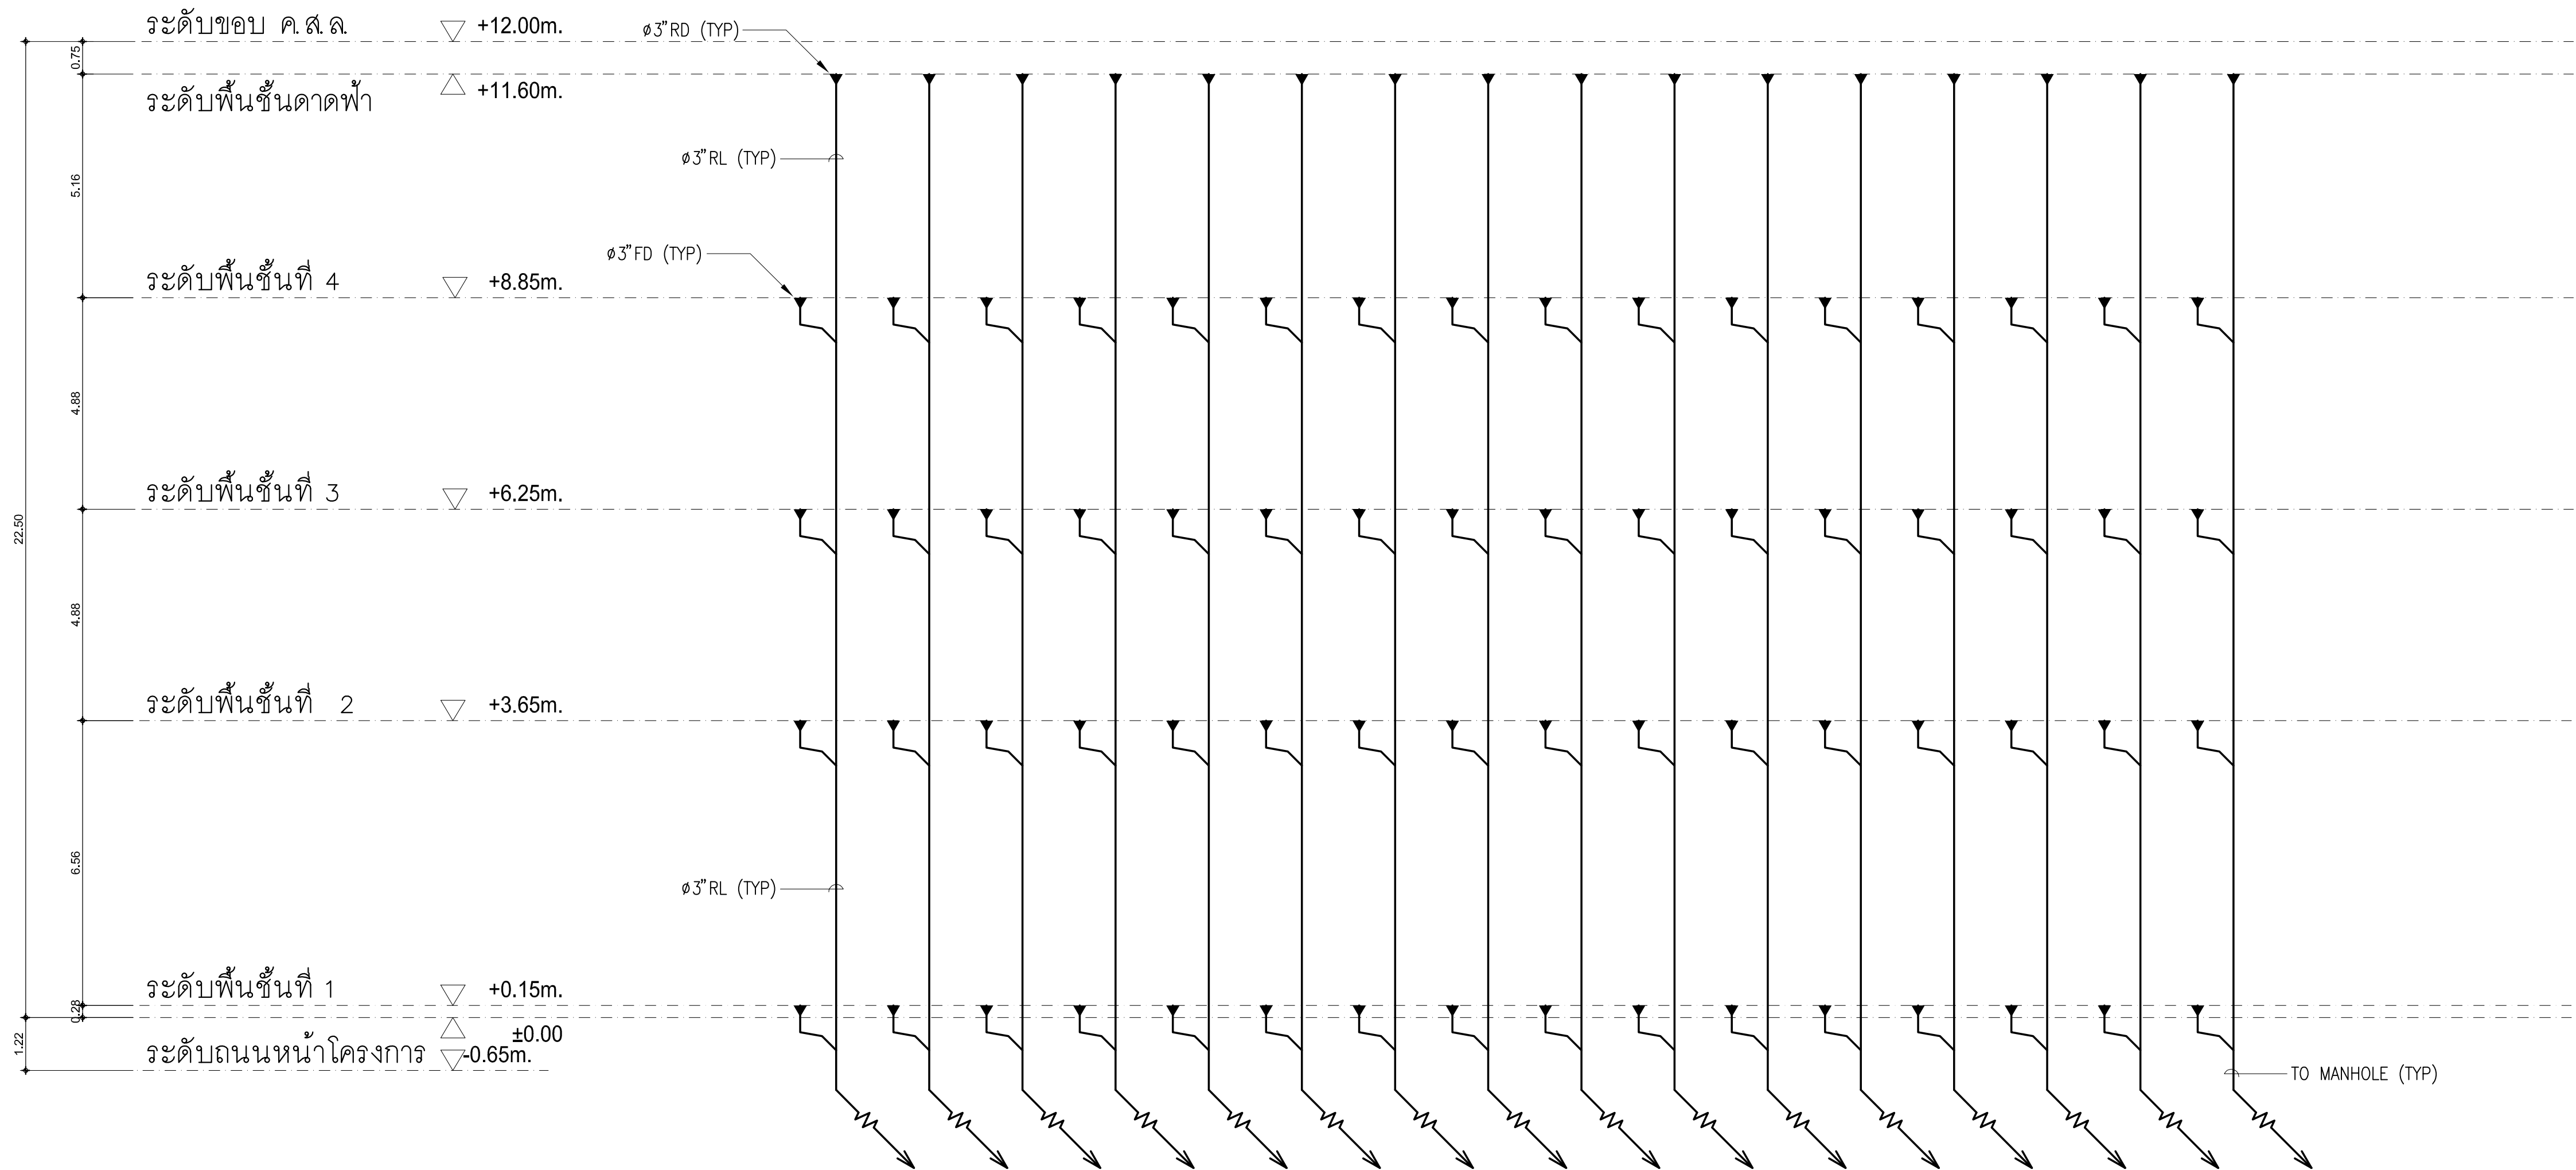 ระดับขอบ ค.ส.ล. +12.00m.
ø3"RD (TYP)
0.75
ระดับพื้นชั้นดาดฟ้า +11.60m.
ø3"RL (TYP)
5.16
ø3"FD (TYP)
ระดับพื้นชั้นที่ 4 +8.85m.
4.88
ระดับพื้นชั้นที่ 3 +6.25m.
22.50
4.88
ระดับพื้นชั้นที่ 2 +3.65m.
6.56
ø3"RL (TYP)
ระดับพื้นชั้นที่ 1 +0.15m.
0.28
±0.00
1.22
ระดับถนนหน้าโครงการ -0.65m.
TO MANHOLE (TYP)